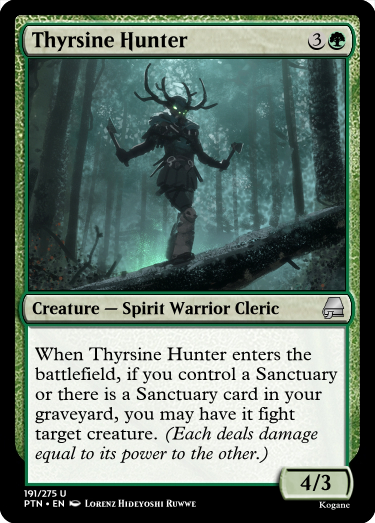 Thyrsine Hunter 3
Creature — Spirit Warrior Cleric
When Thyrsine Hunter enters the
battlefield, if you control a Sanctuary
or there is a Sanctuary card in your
graveyard, you may have it fight
target creature. (Each deals damage
equal to its power to the other.)
4/3
191/275 U
PTN • EN Lorenz Hideyoshi Ruwwe
Kogane